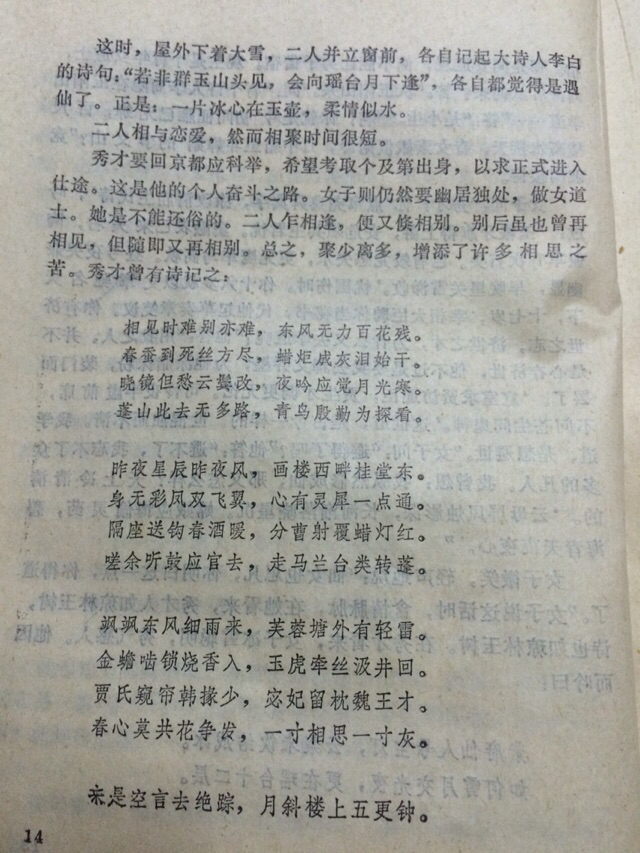 这时，屋外下着大雪，二人并立窗前，各自记起大诗人李白
的诗句：“若非群玉山头见，会向瑶台月下逢”，各自都觉得是遇
仙了。正是：一片冰心在玉壶，柔情似水。
二人相与恋爱，然而相聚时间很短。
秀才要回京都应科举，希望考取个及第出身，以求正式进入
仕途。这是他的个人奋斗之路。女子则仍然要幽居独处，做女道
士。她是不能还俗的。二人乍相逢，便又倏相别。别后虽也曾再
相见，但随即又再相别。总之，聚少离多，增添了许多相思之
苦。秀才曾有诗记之：
相见时难别亦难，东风无力百花残。
春蚕到死丝方尽，蜡炬成灰泪始干。
晓镜但愁云鬓改，夜吟应觉月光寒。
蓬山此去无多路，青鸟殷勤为探看。
昨夜星辰昨夜风，画楼西畔桂堂东。
身无彩凤双飞翼，心有灵犀一点通。
隔座送钩春酒暖，分曹射覆蜡灯红。
嗟余听鼓应官去，走马兰台类转蓬。
飒飒东风细雨来，芙蓉塘外有轻雷。
金蟾啮锁烧香入，玉虎牵丝汲井回。
贾氏窥帘韩掾少，宓妃留枕魏王才。
春心莫共花争发，一寸相思一寸灰。
来是空言去绝踪，月斜楼上五更钟。
14